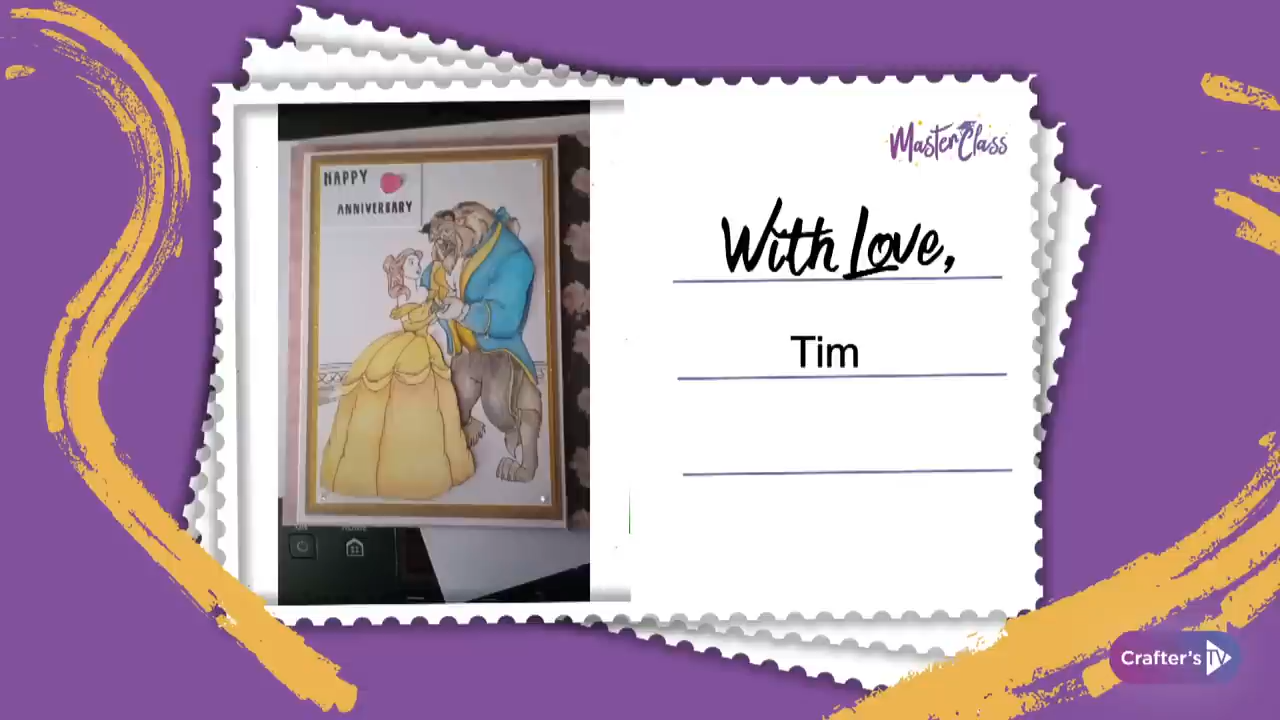 HAPPY
ANNIVERSARY
MasterClass
With Love,
Tim
Crafter's TV